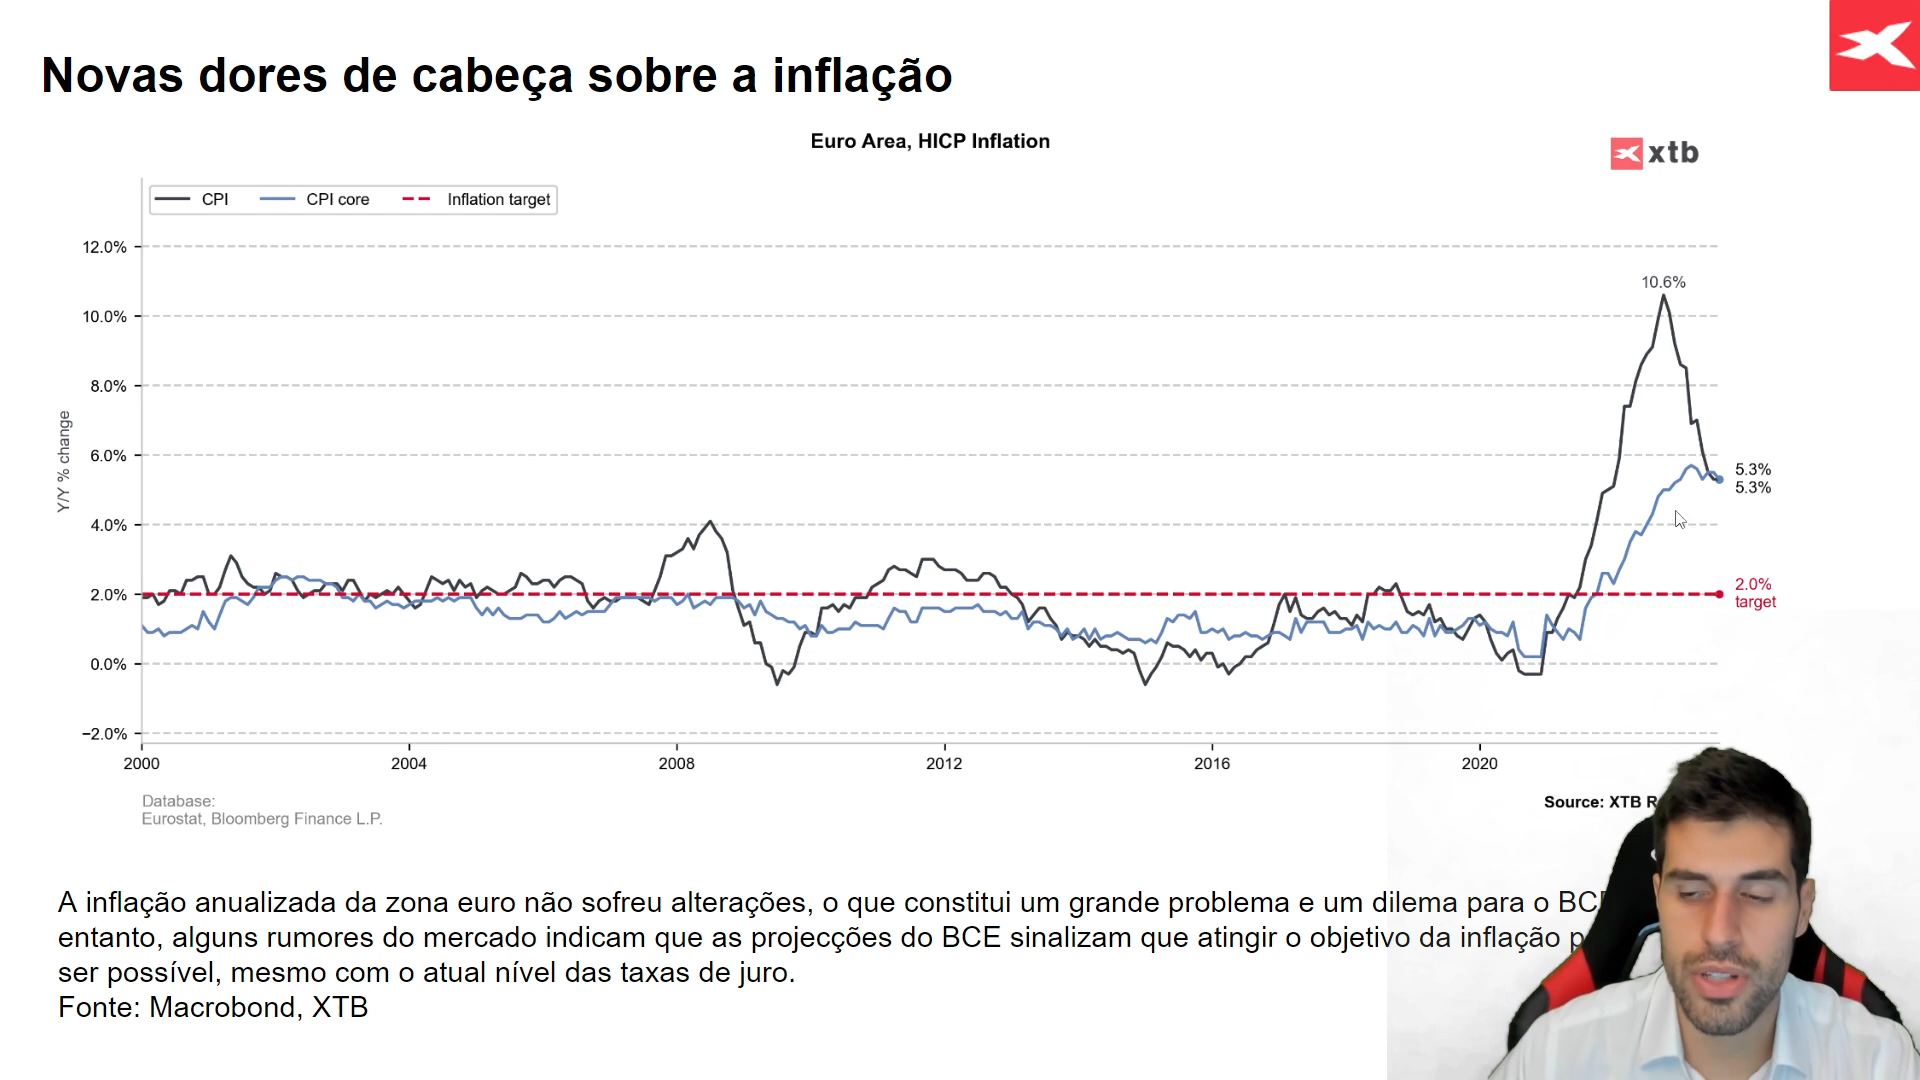 Novas dores de cabeça sobre a inflação
Euro Area, HICP Inflation
xtb
CPI
CPI core
Inflation target
12.0%
10.0%
8.0%
6.0%
4.0%
2.0%
0.0%
−2.0%
Y/Y % change
10.6%
5.3%
5.3%
2.0%
target
2000
2004
2008
2012
2016
2020
Database:
Eurostat, Bloomberg Finance L.P.
Source: XTB
A inflação anualizada da zona euro não sofreu alterações, o que constitui um grande problema e um dilema para o
entanto, alguns rumores do mercado indicam que as projecções do BCE sinalizam que atingir o objetivo da inflação
ser possível, mesmo com o atual nível das taxas de juro.
Fonte: Macrobond, XTB